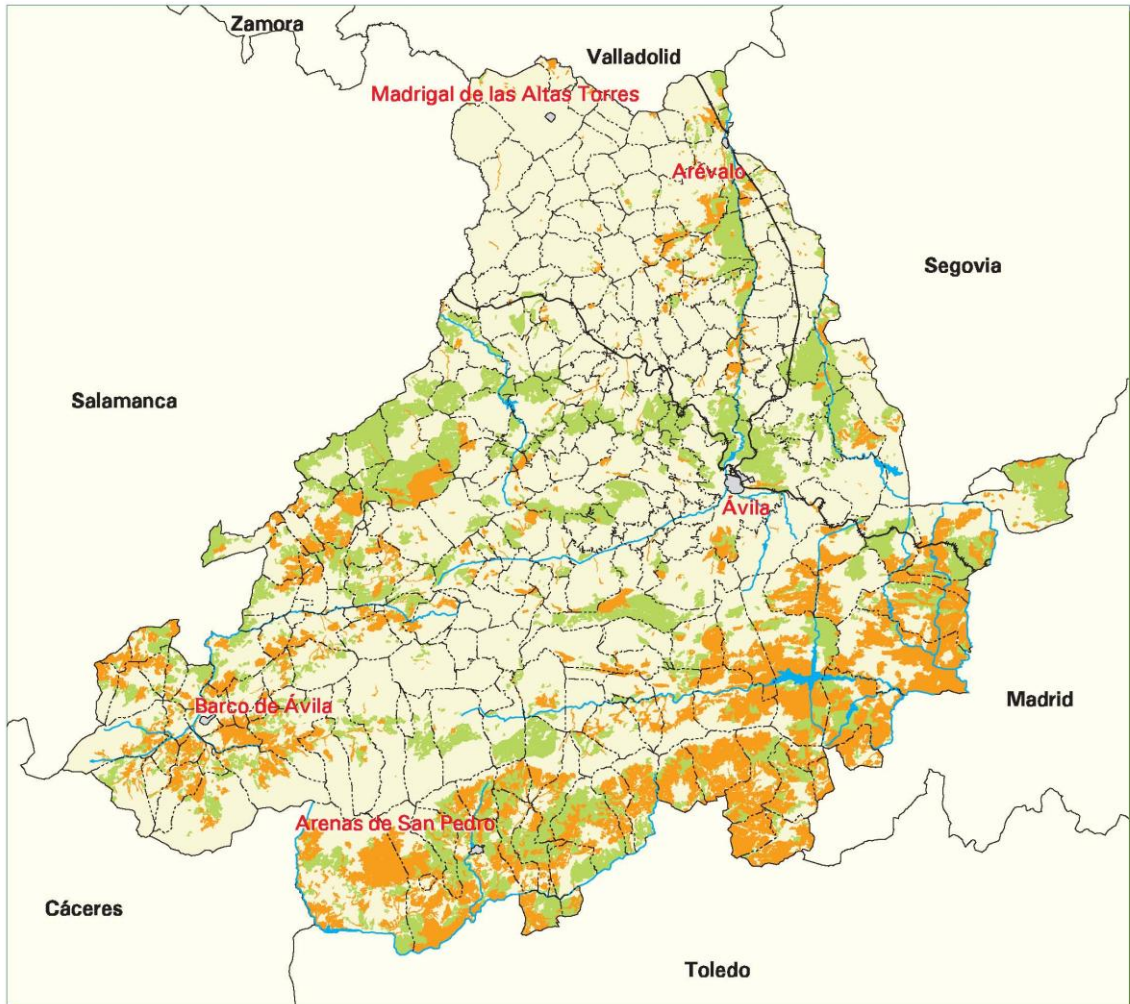 Zamora
Valladolid
Madrigal de las Altas Torres
Arévalo
Segovia
Salamanca
Ávila
Barco de Ávila
Madrid
Arenas de San Pedro
Cáceres
Toledo